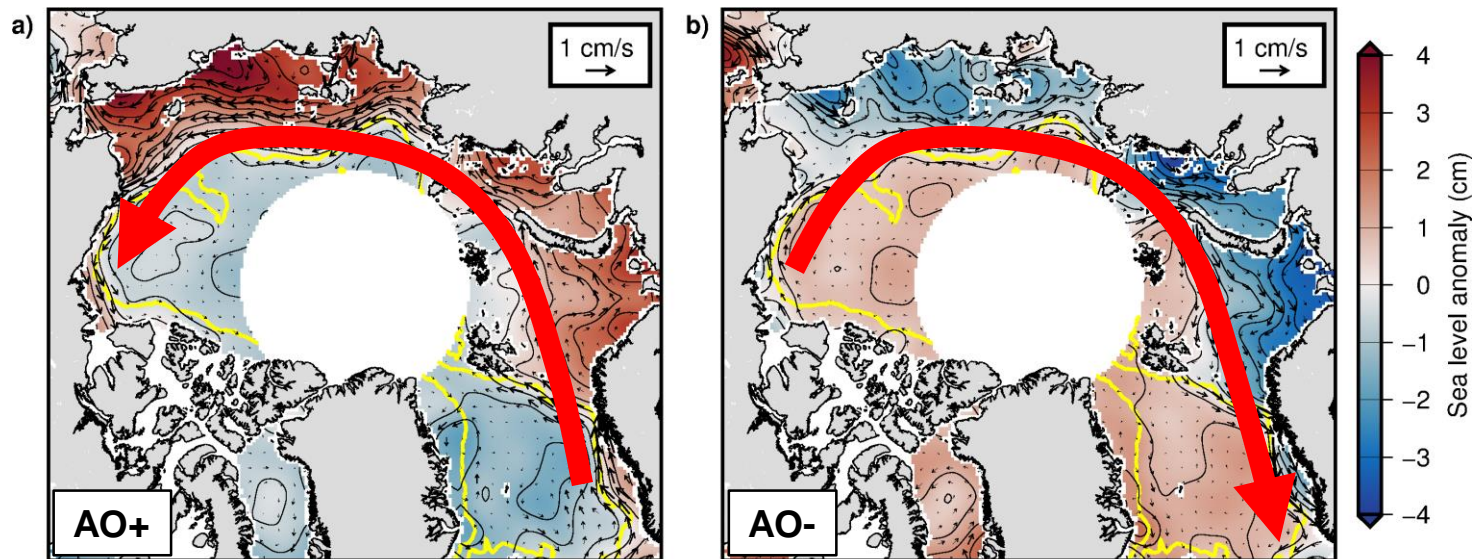 a)
1 cm/s
AO+
b)
1 cm/s
AO-
4
3
2
1
0
−1
−2
−3
−4
Sea level anomaly (cm)